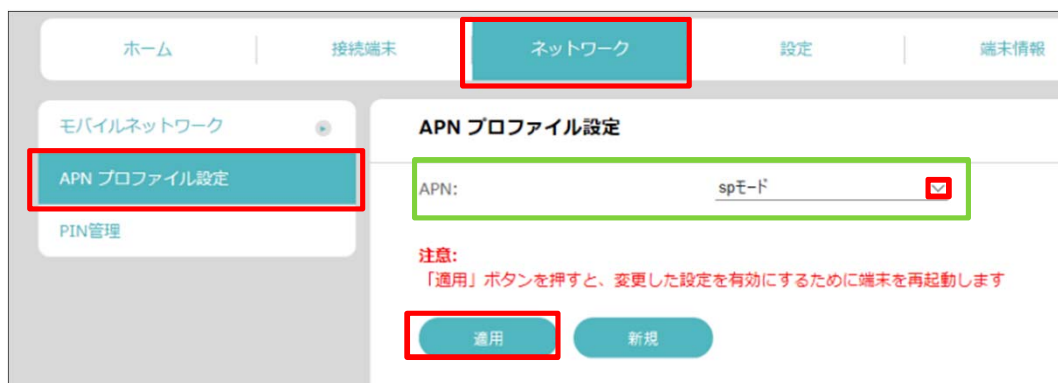 ホーム 接続端末 ネットワーク 設定 端末情報
モバイルネットワーク
APN プロファイル設定
PIN管理
APN プロファイル設定
APN: spモード
注意:
「適用」ボタンを押すと、変更した設定を有効にするために端末を再起動します
適用 新規